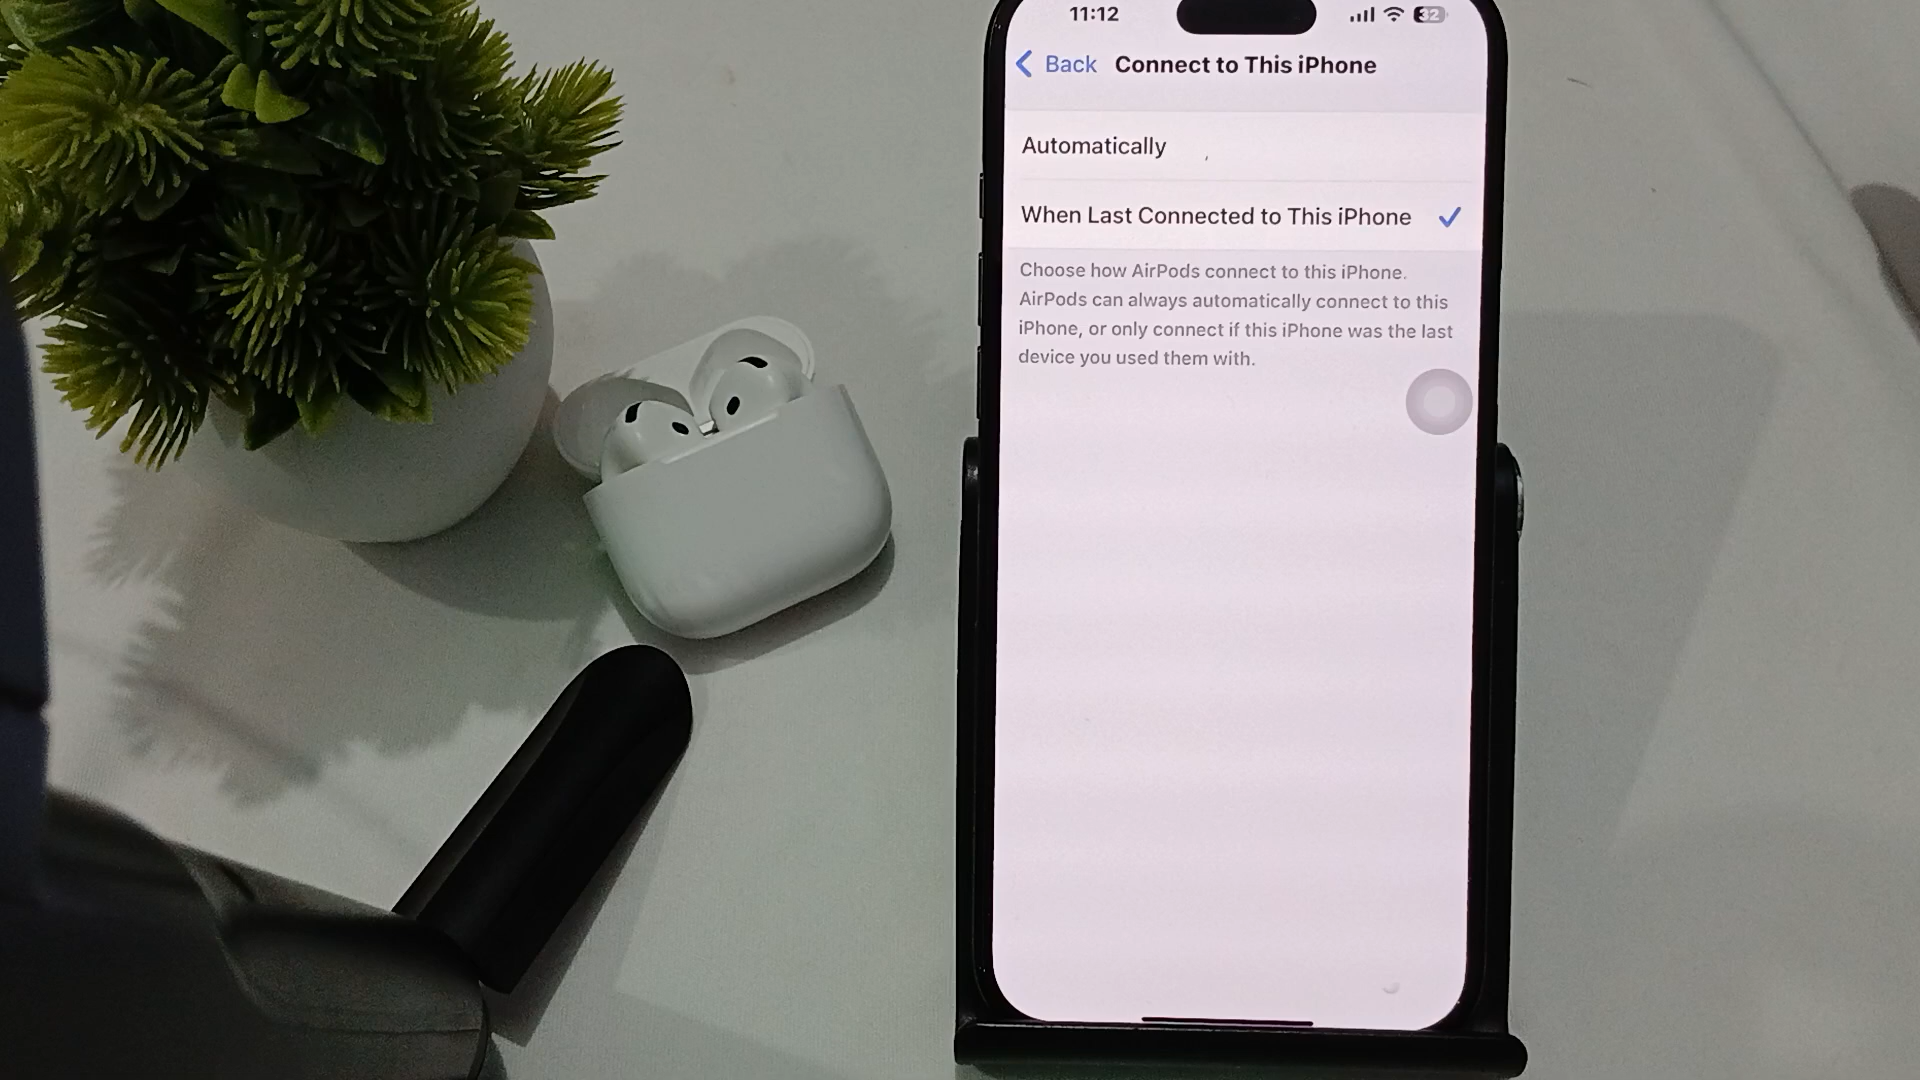 11:12 32
Back Connect to This iPhone
Automatically
When Last Connected to This iPhone
Choose how AirPods connect to this iPhone.
AirPods can always automatically connect to this
iPhone, or only connect if this iPhone was the last
device you used them with.